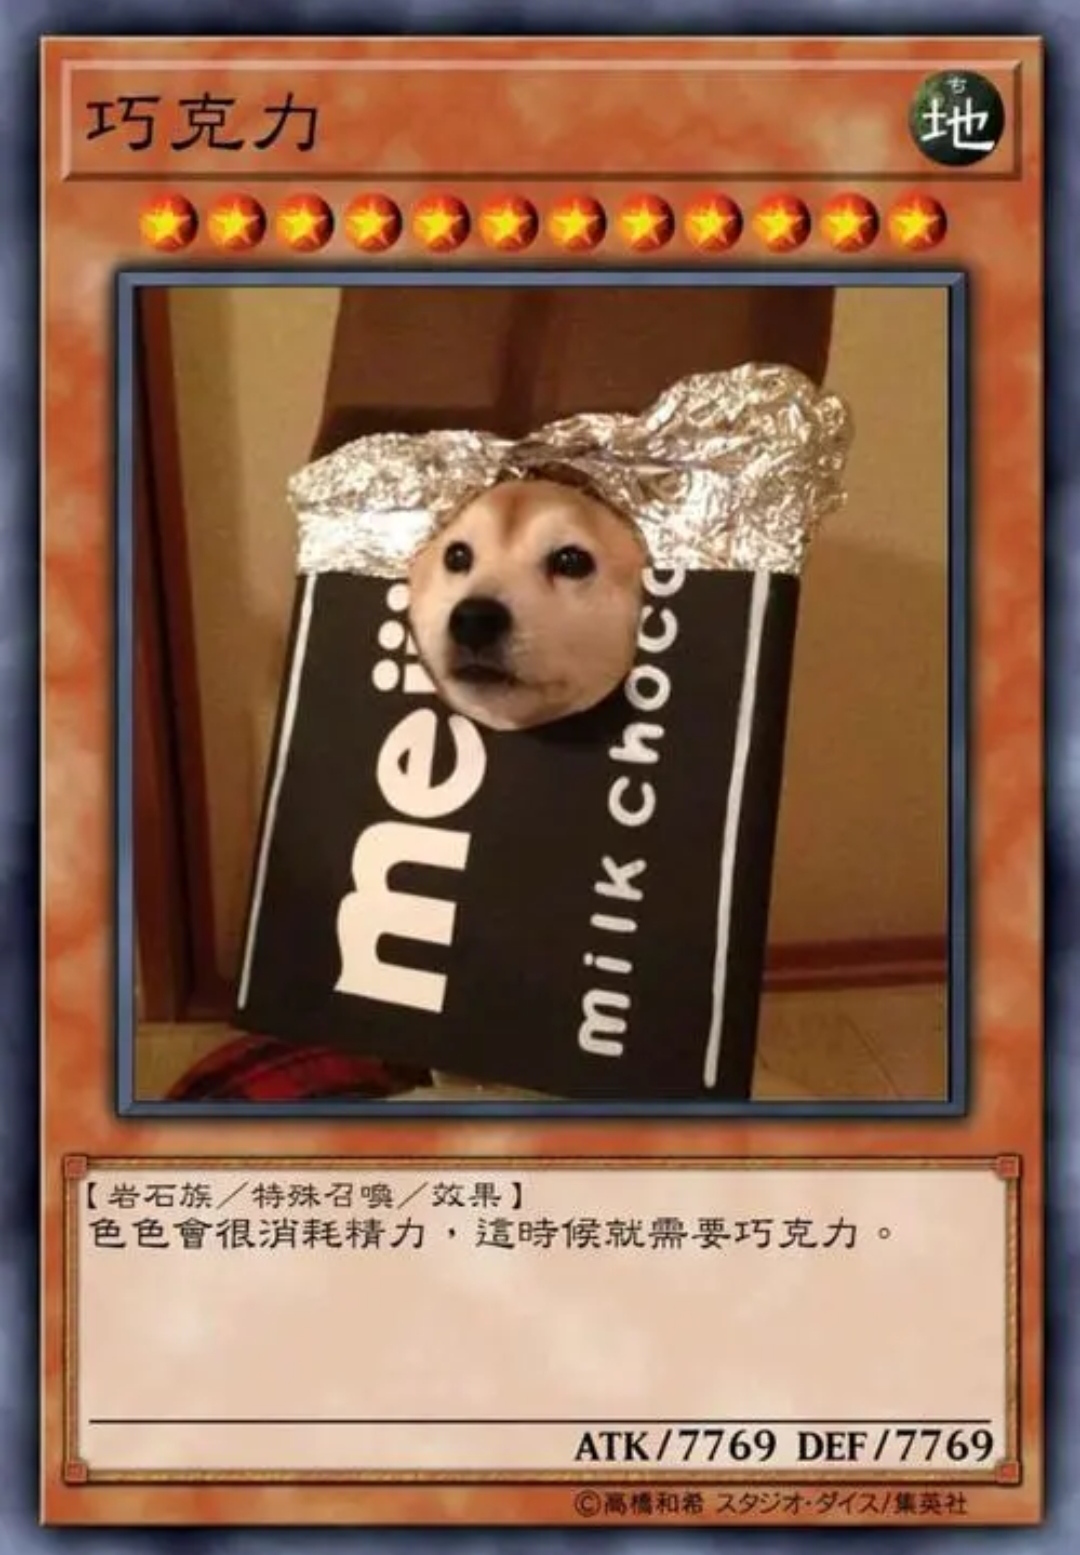 巧克力
ち
地
meiji
milk choco
【岩石族／特殊召喚／效果】
色色會很消耗精力，這時候就需要巧克力。
ATK/7769 DEF/7769
©高橋和希 スタジオ・ダイス/集英社